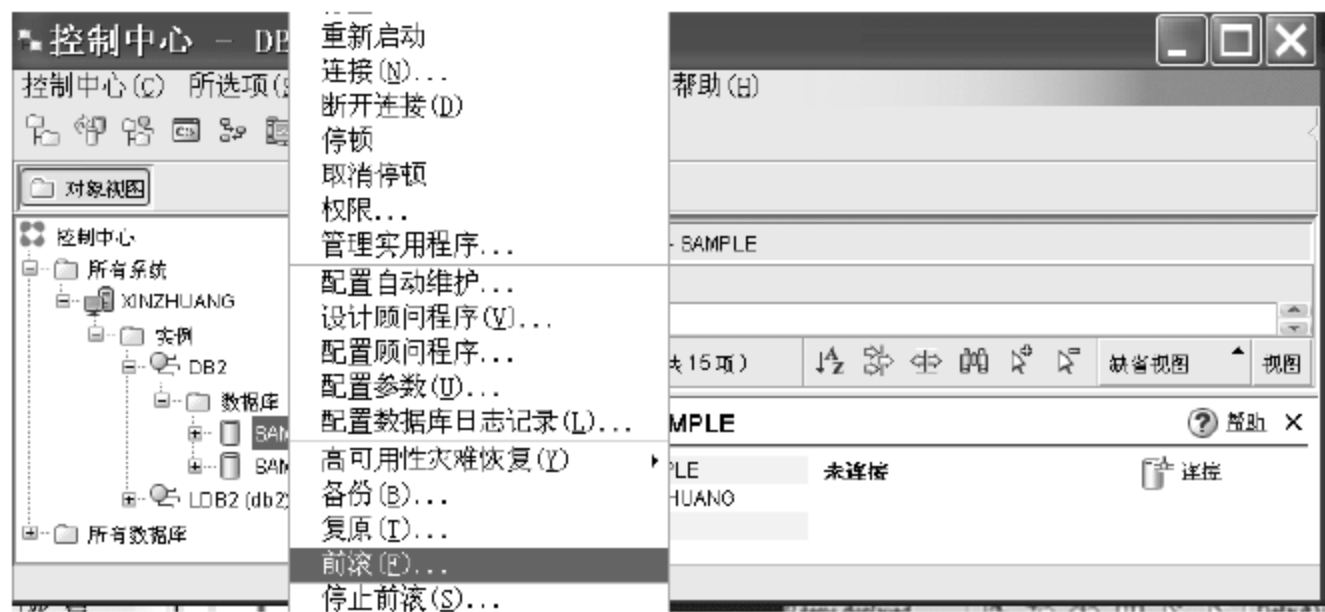 控制中心 - DB
控制中心(C) 所选项(S
帮助(H)
对象视图
控制中心
所有系统
XINZHUANG
实例
DB2
数据库
SAM
SAM
LDB2 (db2)
所有数据库
重新启动
连接(N)...
断开连接(D)
停顿
取消停顿
权限...
管理实用程序...
配置自动维护...
设计顾问程序(V)...
配置顾问程序...
配置参数(U)...
配置数据库日志记录(L)...
高可用性灾难恢复(Y)
备份(B)...
复原(T)...
前滚(F)...
停止前滚(S)...
- SAMPLE
共 15 项)
缺省视图
视图
MPLE
帮助
PLE
未连接
连接
HUANG